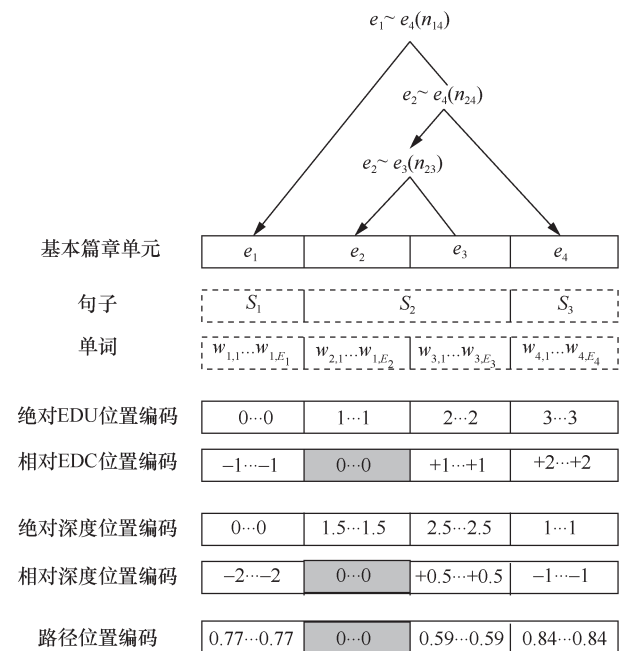 e₁~ e₄(n₁₄)
e₂~ e₄(n₂₄)
e₂~ e₃(n₂₃)
基本篇章单元 e₁ e₂ e₃ e₄
句子 S₁ S₂ S₃
单词 w₁,₁...w₁,E₁ w₂,₁...w₁,E₂ w₃,₁...w₃,E₃ w₄,₁...w₄,E₄
绝对EDU位置编码 0···0 1···1 2···2 3···3
相对EDC位置编码 −1···−1 0···0 +1···+1 +2···+2
绝对深度位置编码 0···0 1.5···1.5 2.5···2.5 1···1
相对深度位置编码 −2···−2 0···0 +0.5···+0.5 −1···−1
路径位置编码 0.77···0.77 0···0 0.59···0.59 0.84···0.84